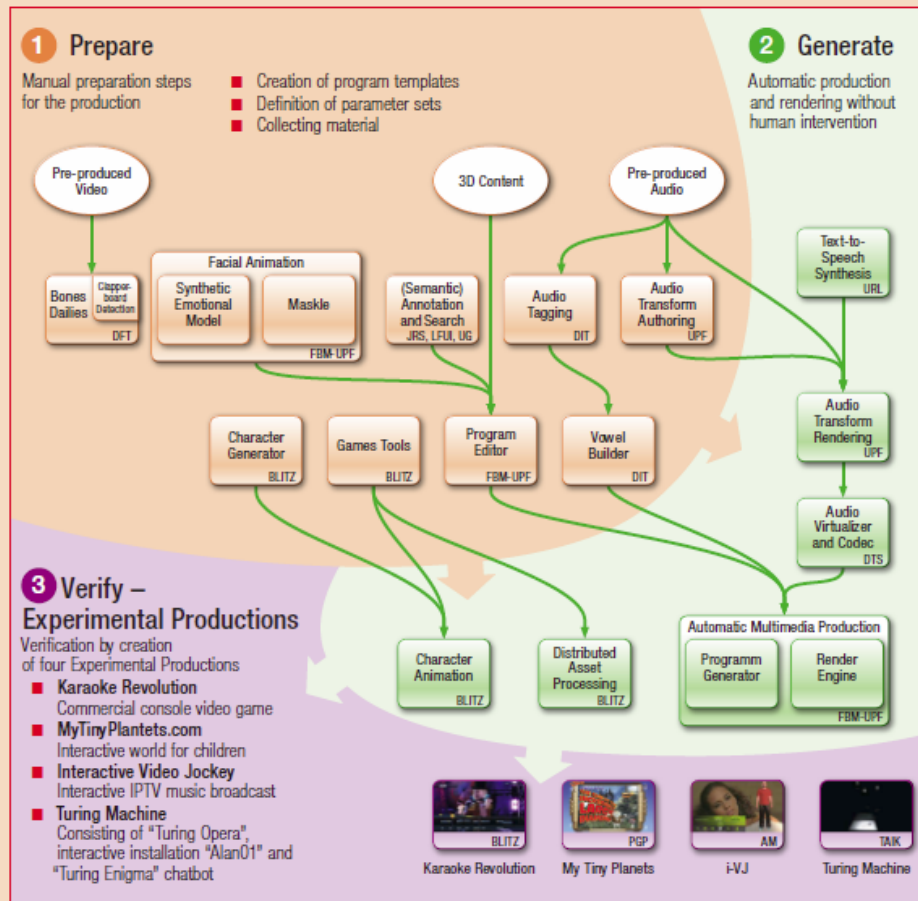 1 Prepare
Manual preparation steps
for the production
Creation of program templates
Definition of parameter sets
Collecting material
2 Generate
Automatic production
and rendering without
human intervention
Pre-produced
Video
3D Content
Pre-produced
Audio
Bones
Dailies
Clapper-
board
Detection
DFT
Facial Animation
Synthetic
Emotional
Model
Maskle
FBM-UPF
(Semantic)
Annotation
and Search
JRS, LFUI, UG
Audio
Tagging
DIT
Audio
Transform
Authoring
UPF
Text-to-
Speech
Synthesis
URL
Character
Generator
BLITZ
Games Tools
BLITZ
Program
Editor
FBM-UPF
Vowel
Builder
DIT
Audio
Transform
Rendering
UPF
Audio
Virtualizer
and Codec
DTS
3 Verify –
Experimental Productions
Verification by creation
of four Experimental Productions
Karaoke Revolution
Commercial console video game
MyTinyPlantets.com
Interactive world for children
Interactive Video Jockey
Interactive IPTV music broadcast
Turing Machine
Consisting of “Turing Opera”,
interactive installation “Alan01” and
“Turing Enigma” chatbot
Character
Animation
BLITZ
Distributed
Asset
Processing
BLITZ
Automatic Multimedia Production
Programm
Generator
Render
Engine
FBM-UPF
BLITZ
Karaoke Revolution
PGP
My Tiny Planets
AM
i-VJ
TAIK
Turing Machine